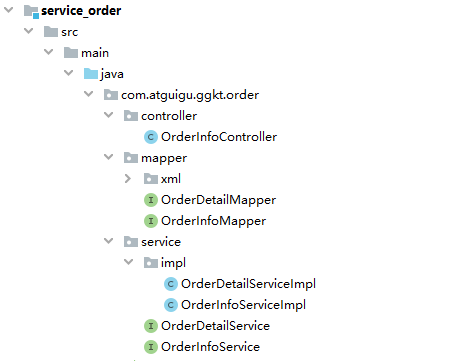 service_order
src
main
java
com.atguigu.ggkt.order
controller
C OrderInfoController
mapper
xml
I OrderDetailMapper
I OrderInfoMapper
service
impl
C OrderDetailServiceImpl
C OrderInfoServiceImpl
I OrderDetailService
I OrderInfoService